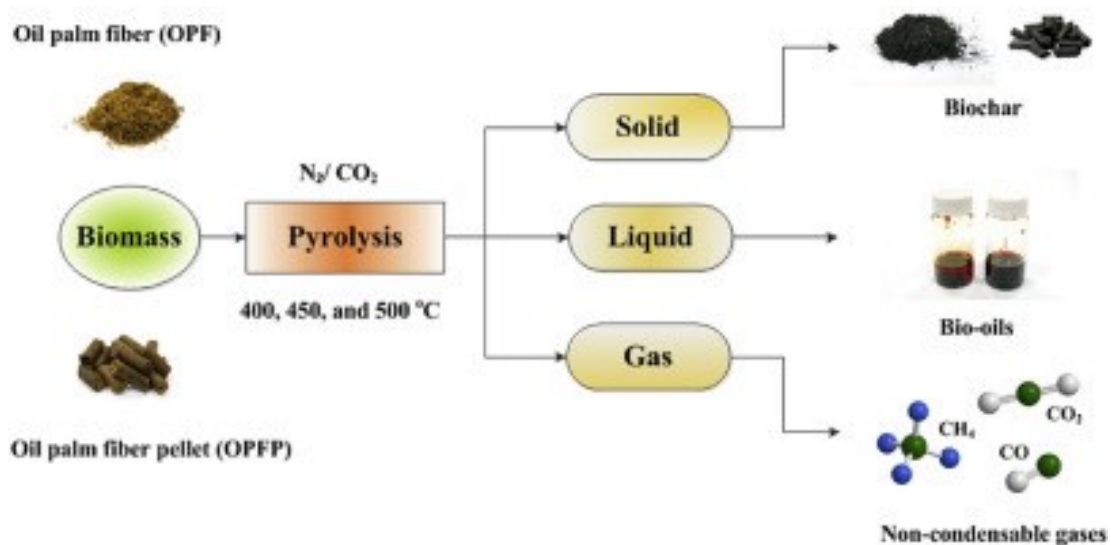 Oil palm fiber (OPF)
Biomass
Oil palm fiber pellet (OPFP)
N₂/ CO₂
Pyrolysis
400, 450, and 500 °C
Solid
Liquid
Gas
Biochar
Bio-oils
CO₂
CH₄
CO
Non-condensable gases